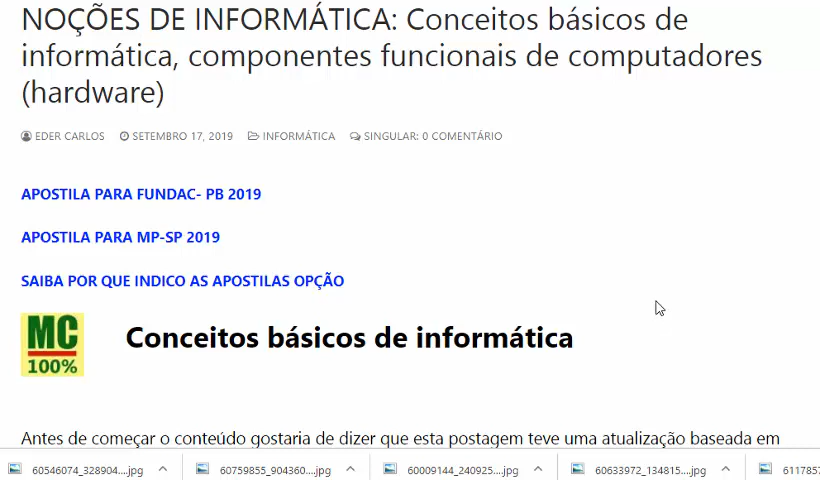 NOÇÕES DE INFORMÁTICA: Conceitos básicos de
informática, componentes funcionais de computadores
(hardware)
EDER CARLOS SETEMBRO 17, 2019 INFORMÁTICA SINGULAR: 0 COMENTÁRIO
APOSTILA PARA FUNDAC- PB 2019
APOSTILA PARA MP-SP 2019
SAIBA POR QUE INDICO AS APOSTILAS OPÇÃO
MC
100%
Conceitos básicos de informática
Antes de começar o conteúdo gostaria de dizer que esta postagem teve uma atualização baseada em
60546074_328904....jpg 60759855_904360....jpg 60009144_240925....jpg 60633972_134815....jpg 6117857